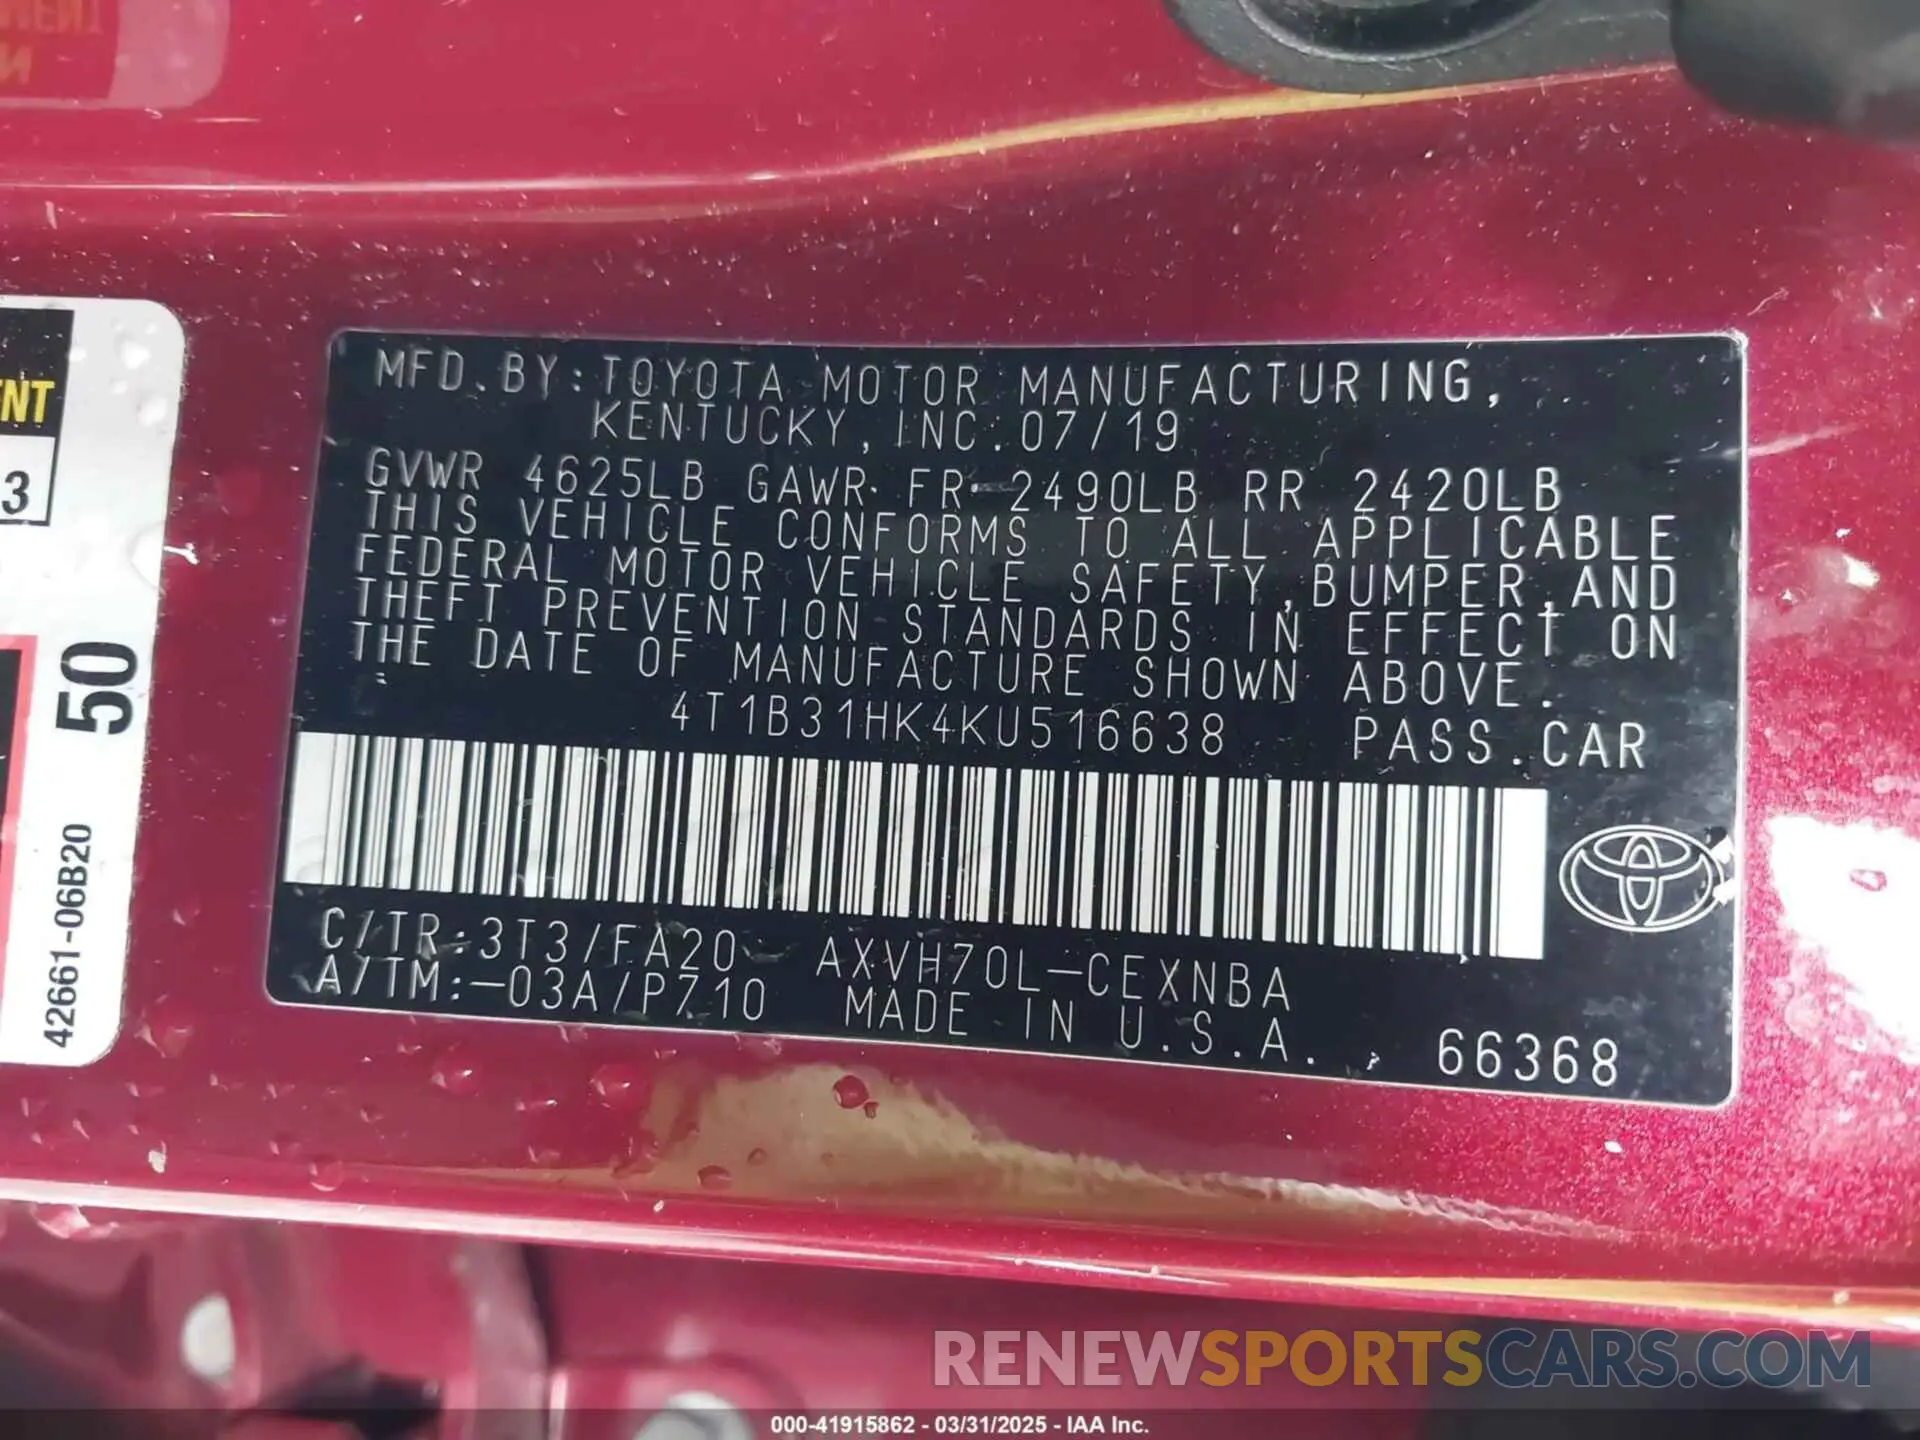 MFD. BY: TOYOTA MOTOR MANUFACTURING,
KENTUCKY, INC. 07/19
GVWR 4625LB GAWR FR 2490LB RR 2420LB
THIS VEHICLE CONFORMS TO ALL APPLICABLE
FEDERAL MOTOR VEHICLE SAFETY, BUMPER, AND
THEFT PREVENTION STANDARDS IN EFFECT ON
THE DATE OF MANUFACTURE SHOWN ABOVE.
4T1B31HK4KU516638 PASS.CAR
C/TR:3T3/FA20 AXVH70L-CEXNBA
A/TM:-03A/P710 MADE IN U.S.A.
66368
3
50
42661-06B20
RENEWSPORTSCARS.COM
000-41915862 - 03/31/2025 - IAA Inc.